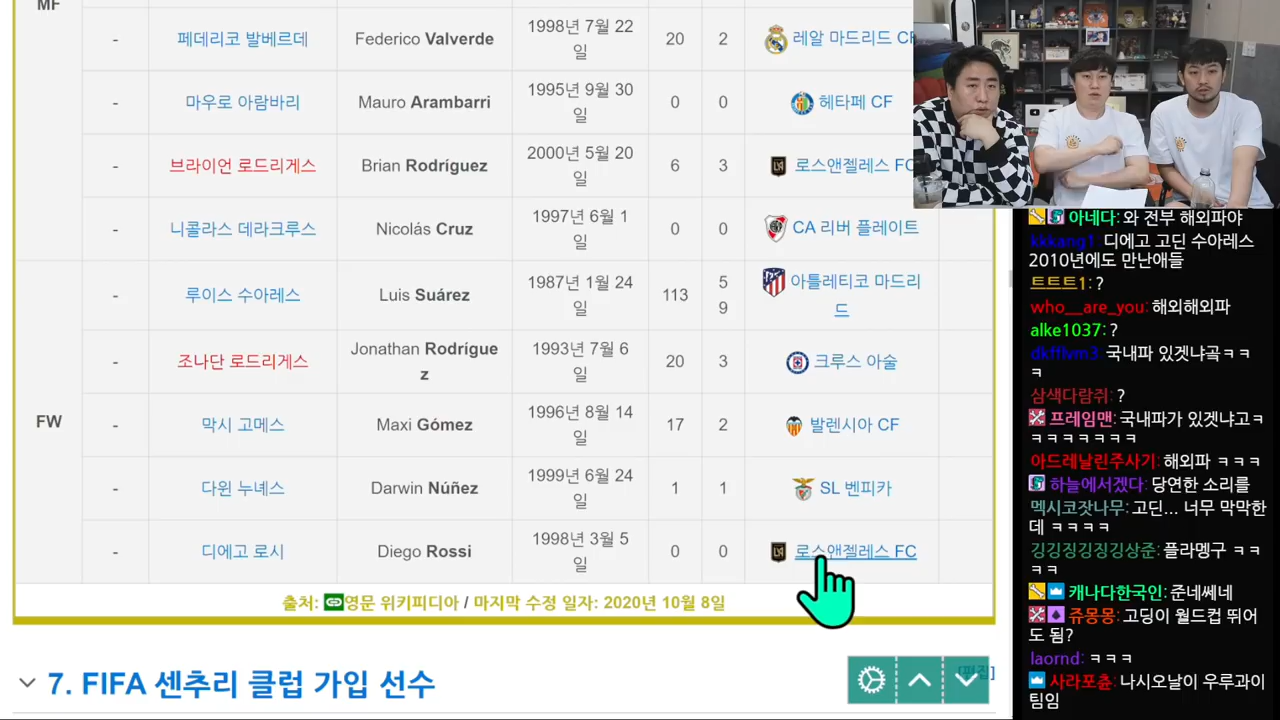 MF
- 페데리코 발베르데 Federico Valverde 1998년 7월 22일 20 2 레알 마드리드 CF
- 마우로 아람바리 Mauro Arambarri 1995년 9월 30일 0 0 헤타페 CF
- 브라이언 로드리게스 Brian Rodríguez 2000년 5월 20일 6 3 로스앤젤레스 FC
- 니콜라스 데라크루스 Nicolás Cruz 1997년 6월 1일 0 0 CA 리버 플레이트
FW
- 루이스 수아레스 Luis Suárez 1987년 1월 24일 113 59 아틀레티코 마드리드
- 조나단 로드리게스 Jonathan Rodríguez 1993년 7월 6일 20 3 크루스 아술
- 막시 고메스 Maxi Gómez 1996년 8월 14일 17 2 발렌시아 CF
- 다윈 누녜스 Darwin Núñez 1999년 6월 24일 1 1 SL 벤피카
- 디에고 로시 Diego Rossi 1998년 3월 5일 0 0 로스앤젤레스 FC
출처: 영문 위키피디아 / 마지막 수정 일자: 2020년 10월 8일
7. FIFA 센추리 클럽 가입 선수
[편집]
아네다: 와 전부 해외파야
kkkang1: 디에고 고딘 수아레스
2010년에도 만난애들
트트트1: ?
who__are_you: 해외해외파
alke1037: ?
dkfflvm3: 국내파 있겟냐곸ㅋㅋ
ㅋ
삼색다람쥐: ?
프레임맨: 국내파가 있겟냐고ㅋ
ㅋㅋㅋㅋㅋㅋㅋ
아드레날린주사기: 해외파 ㅋㅋㅋ
하늘에서겠다: 당연한 소리를
멕시코잣나무: 고딘... 너무 막막한
데 ㅋㅋㅋㅋ
깅깅징깅징깅상준: 플라멩구 ㅋㅋ
ㅋㅋ
캐나다한국인: 준네쎄네
쥬몽몽: 고딩이 월드컵 뛰어
도 됨?
laornd: ㅋㅋㅋ
사라포츈: 나시오날이 우루과이
팀임